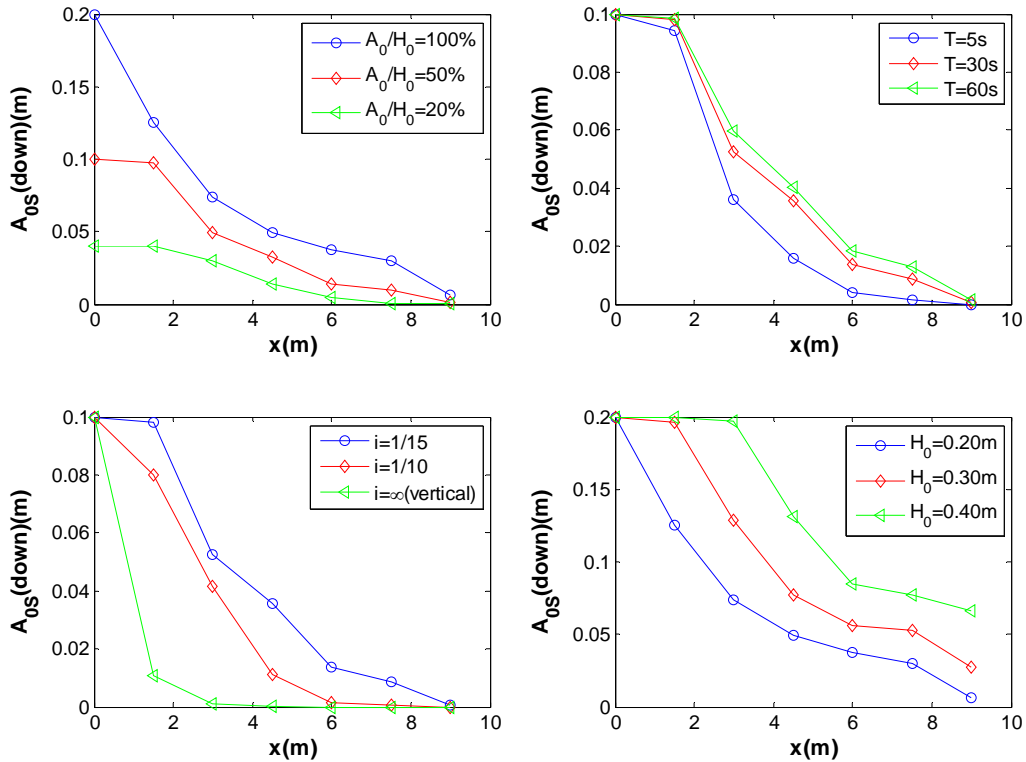 0.2
0.15
0.1
0.05
0
A0S(down)(m)
0 2 4 6 8 10
x(m)
A0/H0=100%
A0/H0=50%
A0/H0=20%
0.1
0.08
0.06
0.04
0.02
0
A0S(down)(m)
0 2 4 6 8 10
x(m)
T=5s
T=30s
T=60s
0.1
0.08
0.06
0.04
0.02
0
A0S(down)(m)
0 2 4 6 8 10
x(m)
i=1/15
i=1/10
i=∞(vertical)
0.2
0.15
0.1
0.05
0
A0S(down)(m)
0 2 4 6 8 10
x(m)
H0=0.20m
H0=0.30m
H0=0.40m